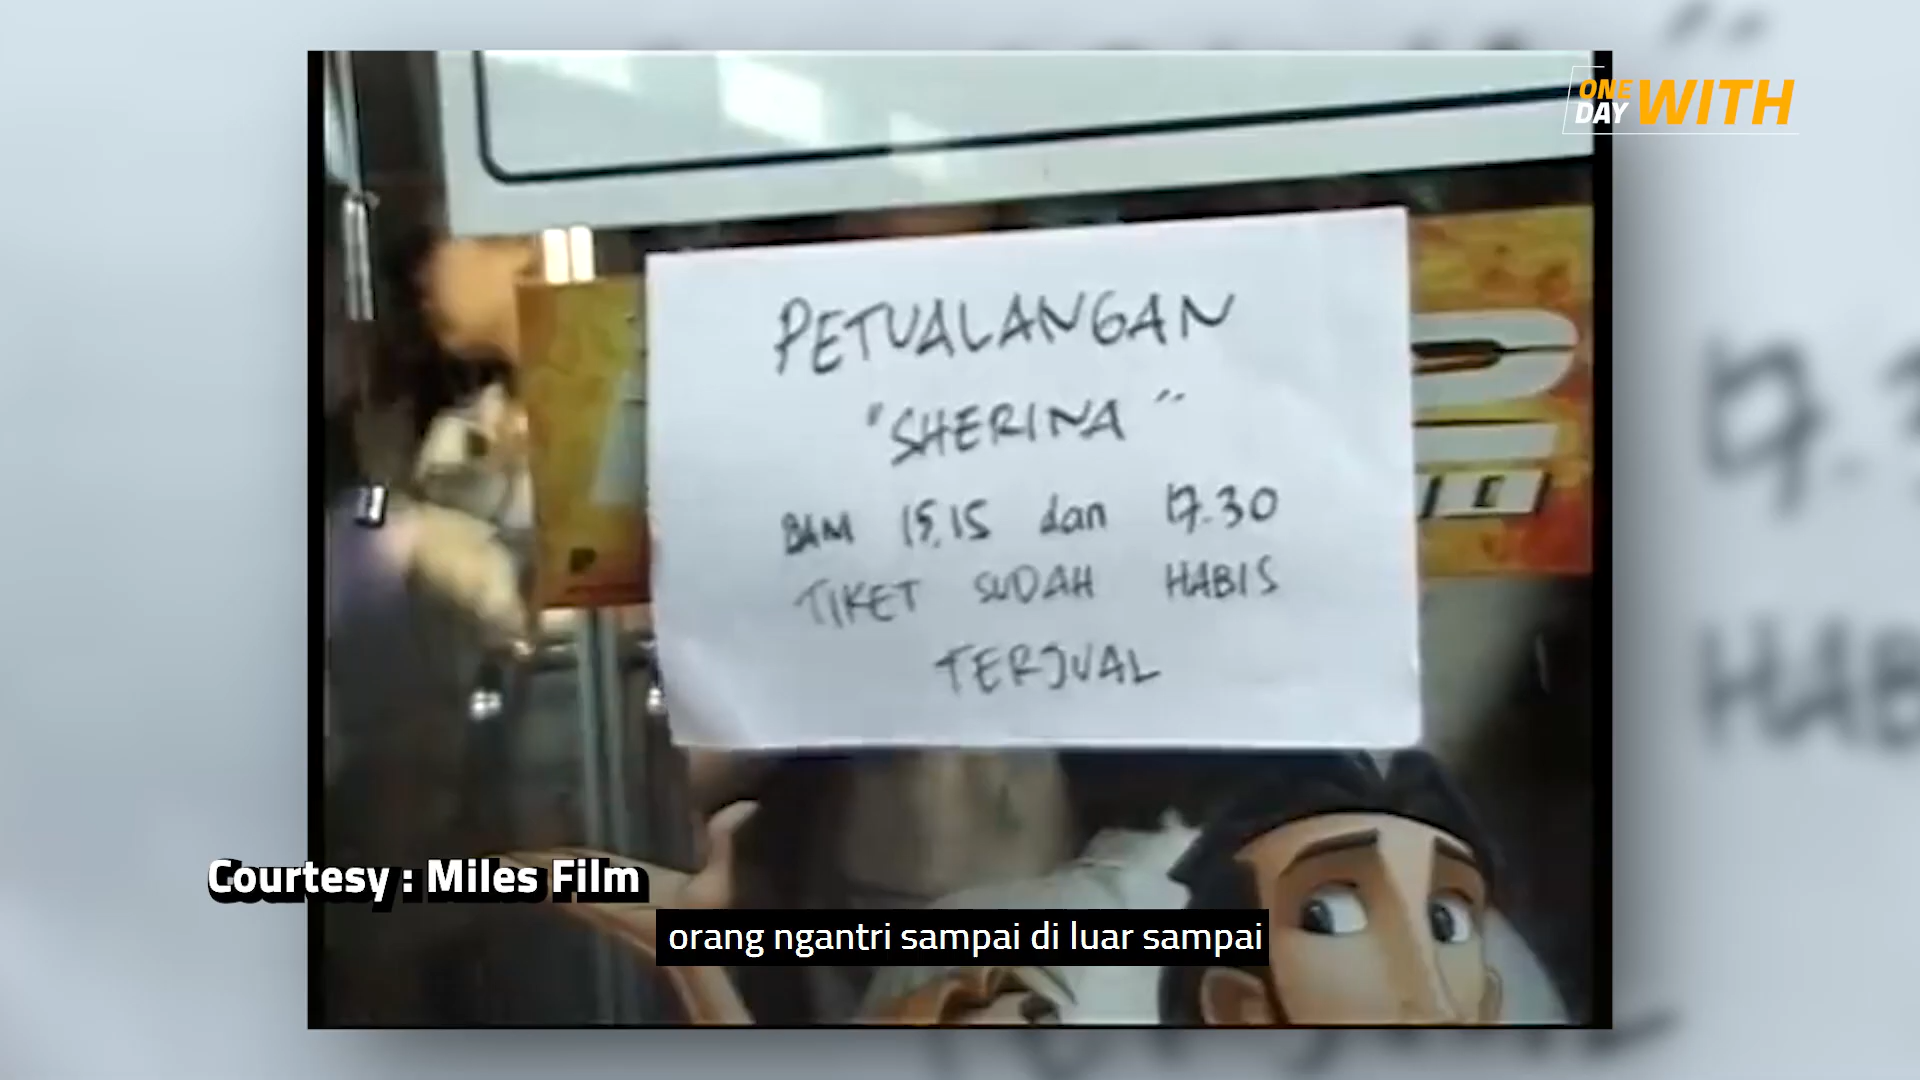 ONE DAY WITH
PETUALANGAN
"SHERINA"
BAM 15.15 dan 17.30
TIKET SUDAH HABIS
TERJUAL
Courtesy : Miles Film
orang ngantri sampai di luar sampai